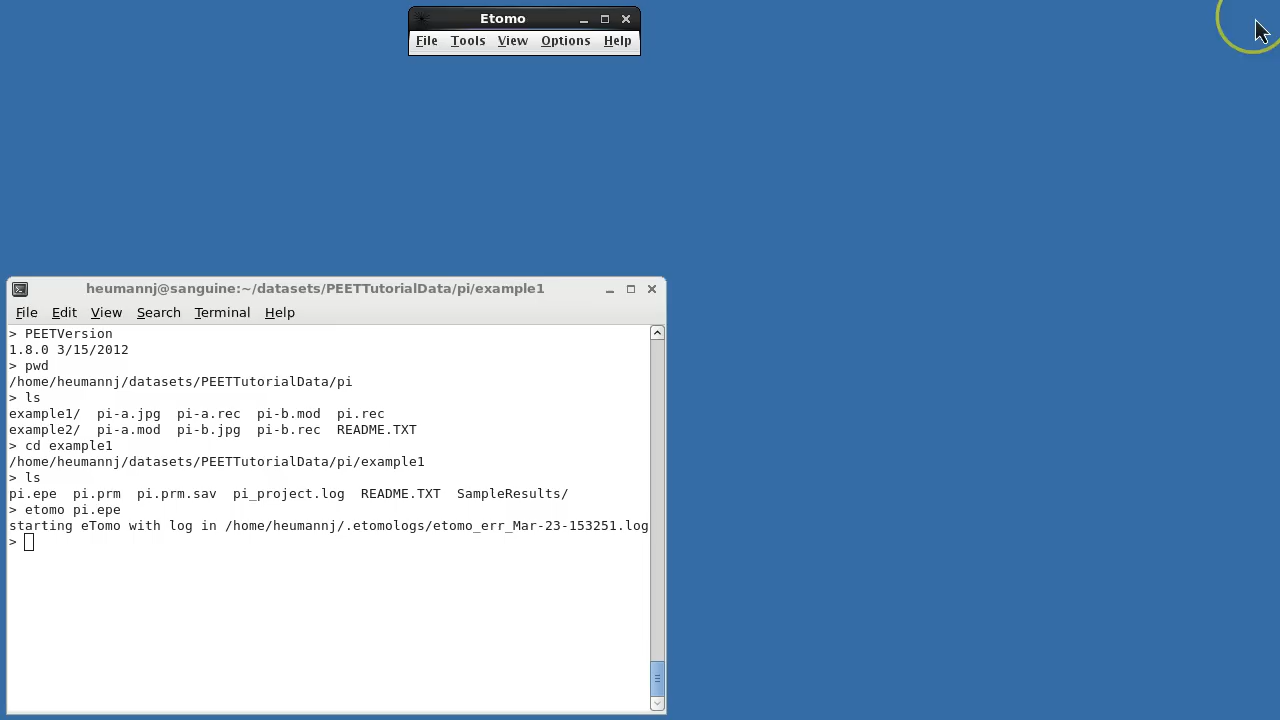 Etomo
File Tools View Options Help
heumannj@sanguine:~/datasets/PEETTutorialData/pi/example1
File Edit View Search Terminal Help
> PEETVersion
1.8.0 3/15/2012
> pwd
/home/heumannj/datasets/PEETTutorialData/pi
> ls
example1/  pi-a.jpg  pi-a.rec  pi-b.mod  pi.rec
example2/  pi-a.mod  pi-b.jpg  pi-b.rec  README.TXT
> cd example1
/home/heumannj/datasets/PEETTutorialData/pi/example1
> ls
pi.epe  pi.prm  pi.prm.sav  pi_project.log  README.TXT  SampleResults/
> etomo pi.epe
starting eTomo with log in /home/heumannj/.etomologs/etomo_err_Mar-23-153251.log
>